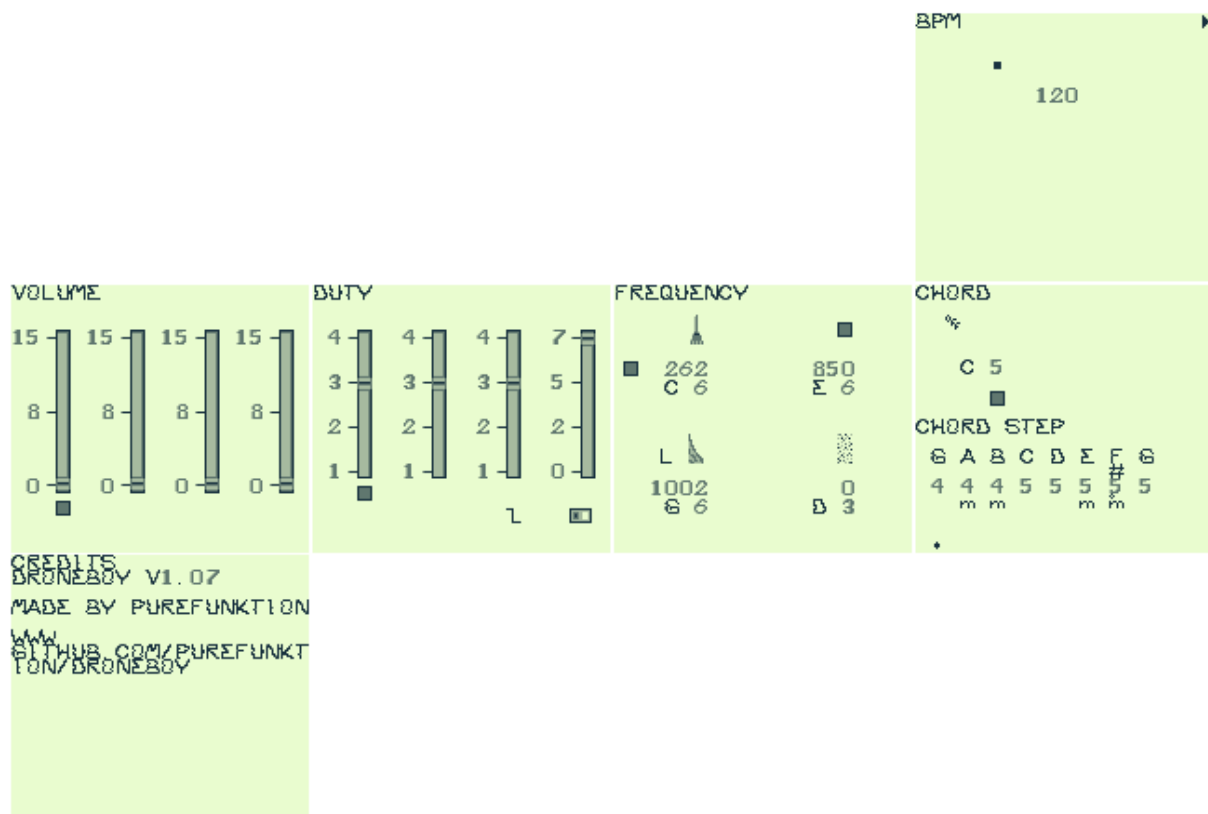 BPM
120
VOLUME
15 15 15 15
8 8 8 8
0 0 0 0
DUTY
4 4 4 7
3 3 3 5
2 2 2 2
1 1 1 0
FREQUENCY
262 850
C 6 E 6
L
1002 0
G 6 D 3
CHORD
C 5
CHORD STEP
G A B C D E F# G
4 4 4 5 5 5 5 5
m m m m
CREDITS
DRONEBOY V1.07
MADE BY PUREFUNKTION
WWW
GITHUB.COM/PUREFUNKT
ION/DRONEBOY